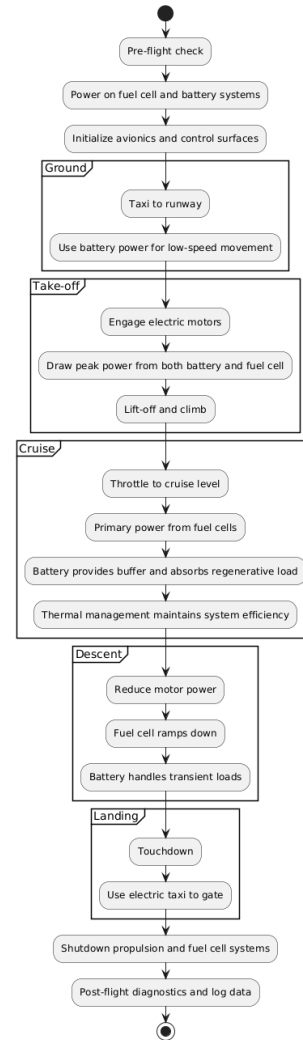 Pre-flight check
Power on fuel cell and battery systems
Initialize avionics and control surfaces
Ground
Taxi to runway
Use battery power for low-speed movement
Take-off
Engage electric motors
Draw peak power from both battery and fuel cell
Lift-off and climb
Cruise
Throttle to cruise level
Primary power from fuel cells
Battery provides buffer and absorbs regenerative load
Thermal management maintains system efficiency
Descent
Reduce motor power
Fuel cell ramps down
Battery handles transient loads
Landing
Touchdown
Use electric taxi to gate
Shutdown propulsion and fuel cell systems
Post-flight diagnostics and log data